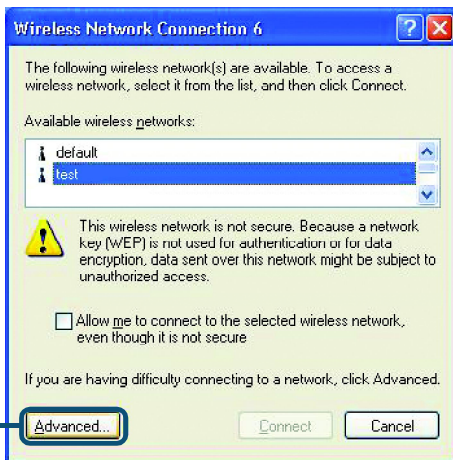 Wireless Network Connection 6
The following wireless network(s) are available. To access a
wireless network, select it from the list, and then click Connect.
Available wireless networks:
default
test
This wireless network is not secure. Because a network
key (WEP) is not used for authentication or for data
encryption, data sent over this network might be subject to
unauthorized access.
Allow me to connect to the selected wireless network,
even though it is not secure
If you are having difficulty connecting to a network, click Advanced.
Advanced... Connect Cancel